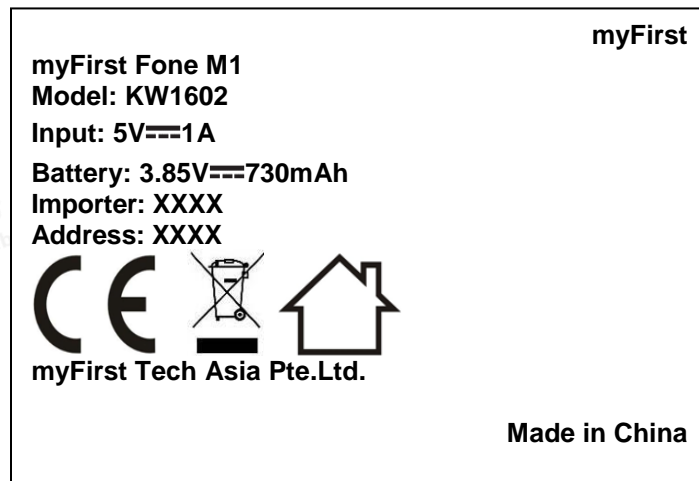 myFirst
myFirst Fone M1
Model: KW1602
Input: 5V⎓1A
Battery: 3.85V⎓730mAh
Importer: XXXX
Address: XXXX
CE
myFirst Tech Asia Pte.Ltd.
Made in China